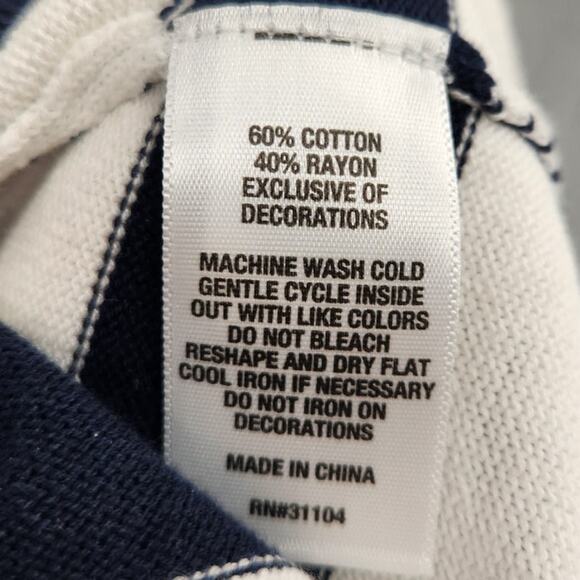 60% COTTON
40% RAYON
EXCLUSIVE OF
DECORATIONS
MACHINE WASH COLD
GENTLE CYCLE INSIDE
OUT WITH LIKE COLORS
DO NOT BLEACH
RESHAPE AND DRY FLAT
COOL IRON IF NECESSARY
DO NOT IRON ON
DECORATIONS
MADE IN CHINA
RN#31104